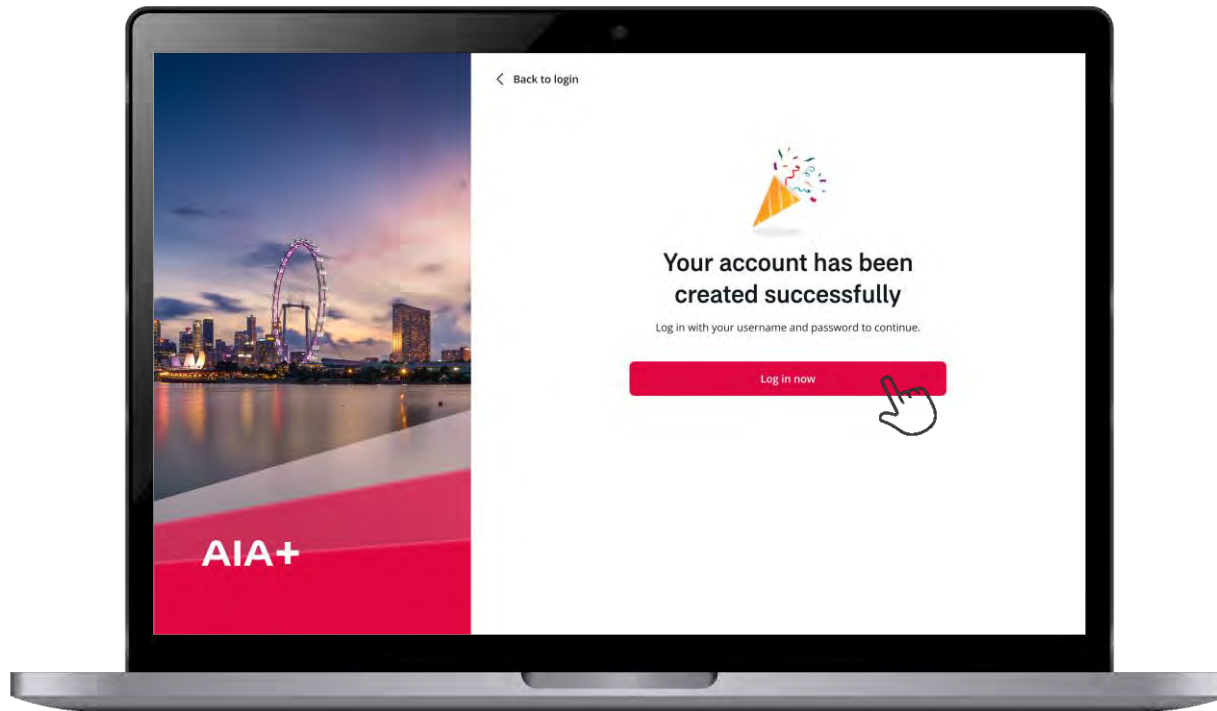 Back to login
Your account has been
created successfully
Log in with your username and password to continue.
Log in now
AIA+